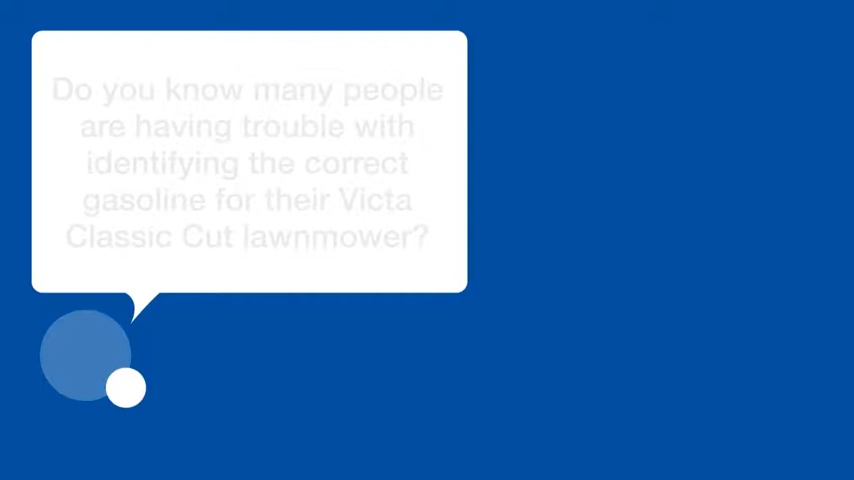 Do you know many people
are having trouble with
identifying the correct
gasoline for their Victa
Classic Cut lawnmower?